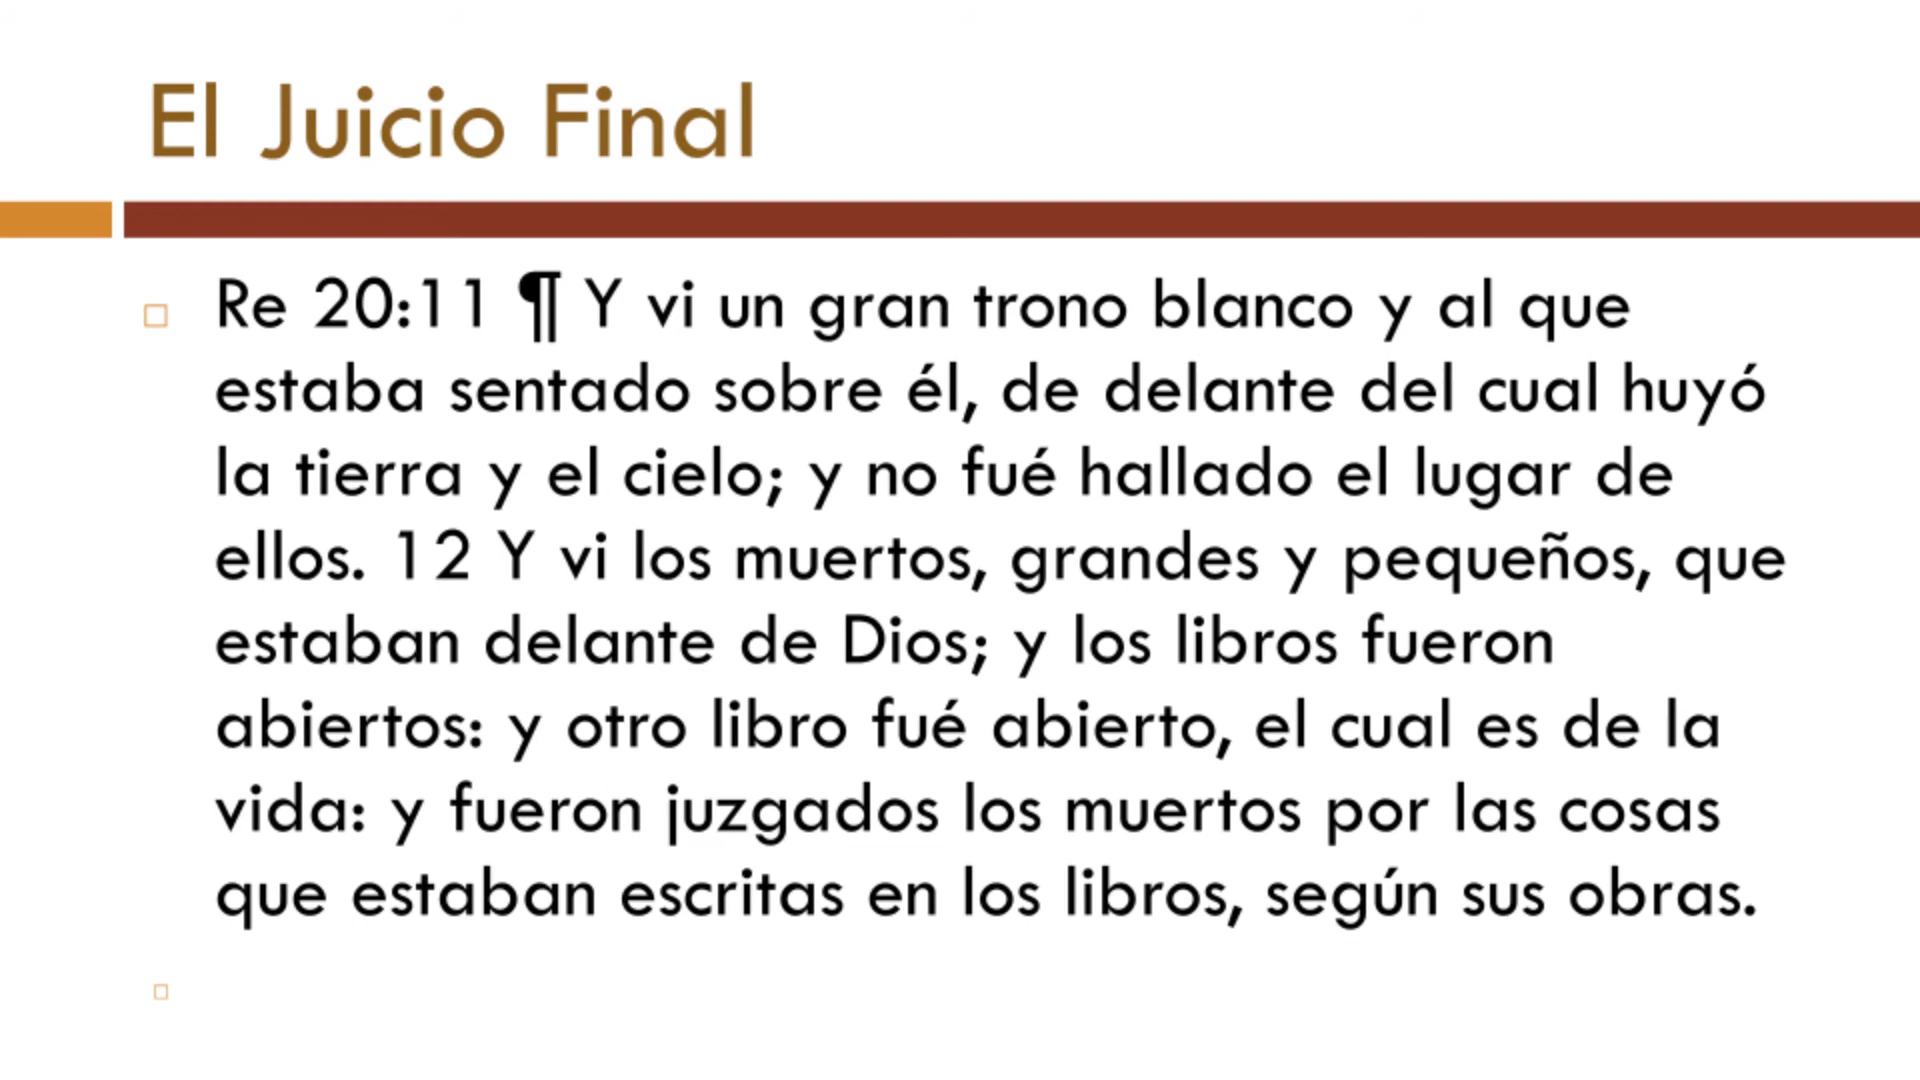 El Juicio Final
Re 20:11 ¶ Y vi un gran trono blanco y al que
estaba sentado sobre él, de delante del cual huyó
la tierra y el cielo; y no fué hallado el lugar de
ellos. 12 Y vi los muertos, grandes y pequeños, que
estaban delante de Dios; y los libros fueron
abiertos: y otro libro fué abierto, el cual es de la
vida: y fueron juzgados los muertos por las cosas
que estaban escritas en los libros, según sus obras.